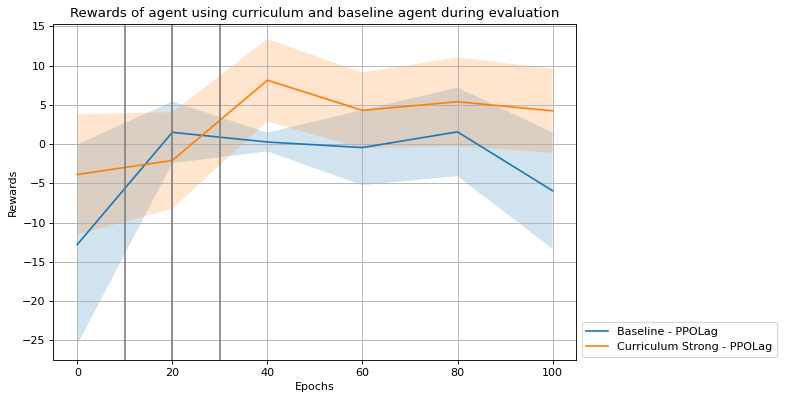 Rewards of agent using curriculum and baseline agent during evaluation
15
10
5
0
−5
−10
−15
−20
−25
Rewards
0 20 40 60 80 100
Epochs
Baseline - PPOLag
Curriculum Strong - PPOLag